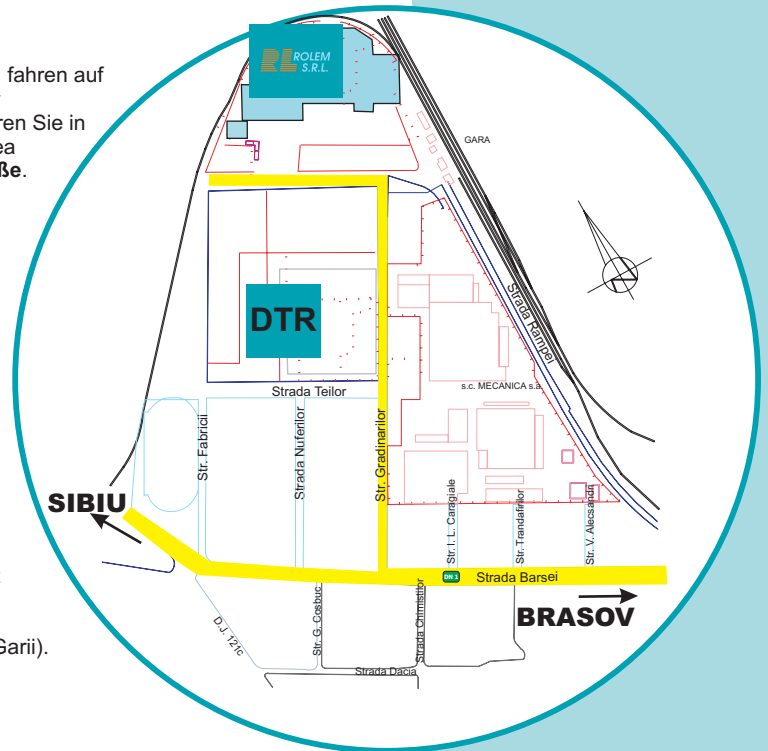 fahren auf
ren Sie in
ea
ße.
Garii).
ROLEM
S.R.L.
GARA
Strada Rampei
DTR
s.c. MECANICA s.a.
Strada Teilor
Str. Fabricii
Strada Nuferilor
Str. Gradinarilor
Str. I. L. Caragiale
Str. Trandafirilor
Str. V. Alecsandri
SIBIU
DN 1
Strada Barsei
BRASOV
D.J. 121c
Str. G. Cosbuc
Strada Chimistilor
Strada Dacia